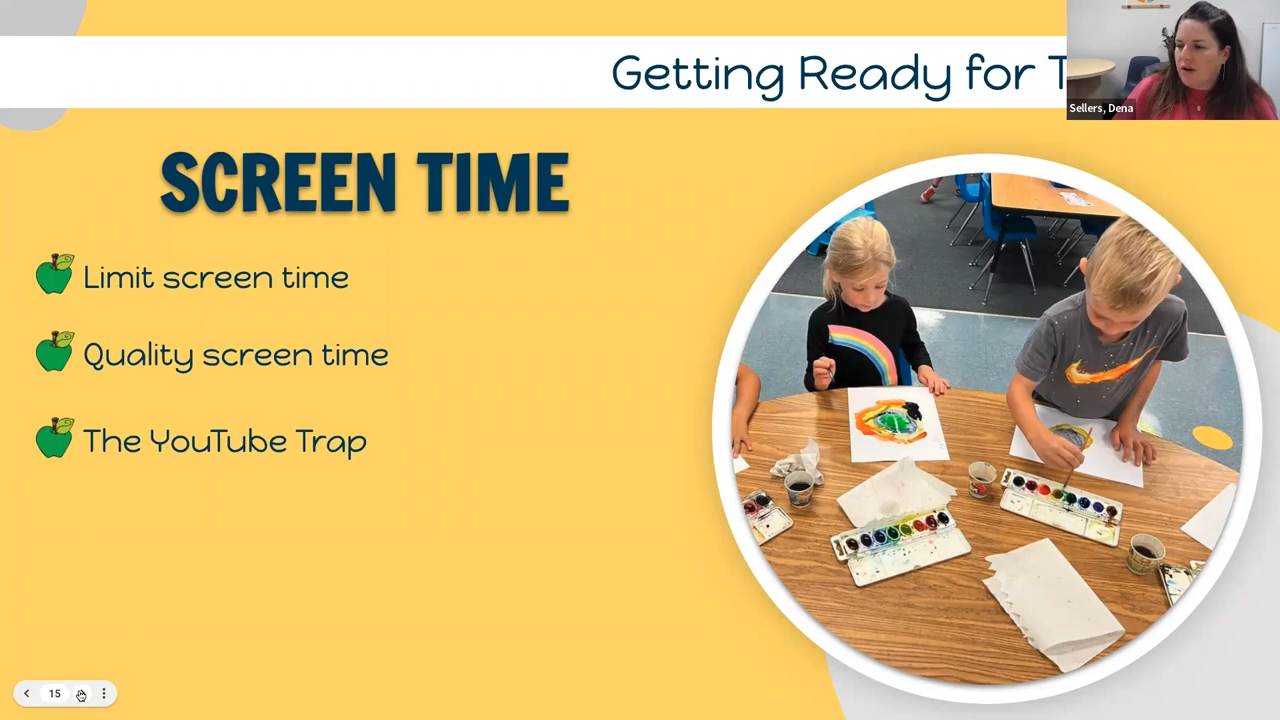 Getting Ready for T
Sellers, Dena
SCREEN TIME
Limit screen time
Quality screen time
The YouTube Trap
15